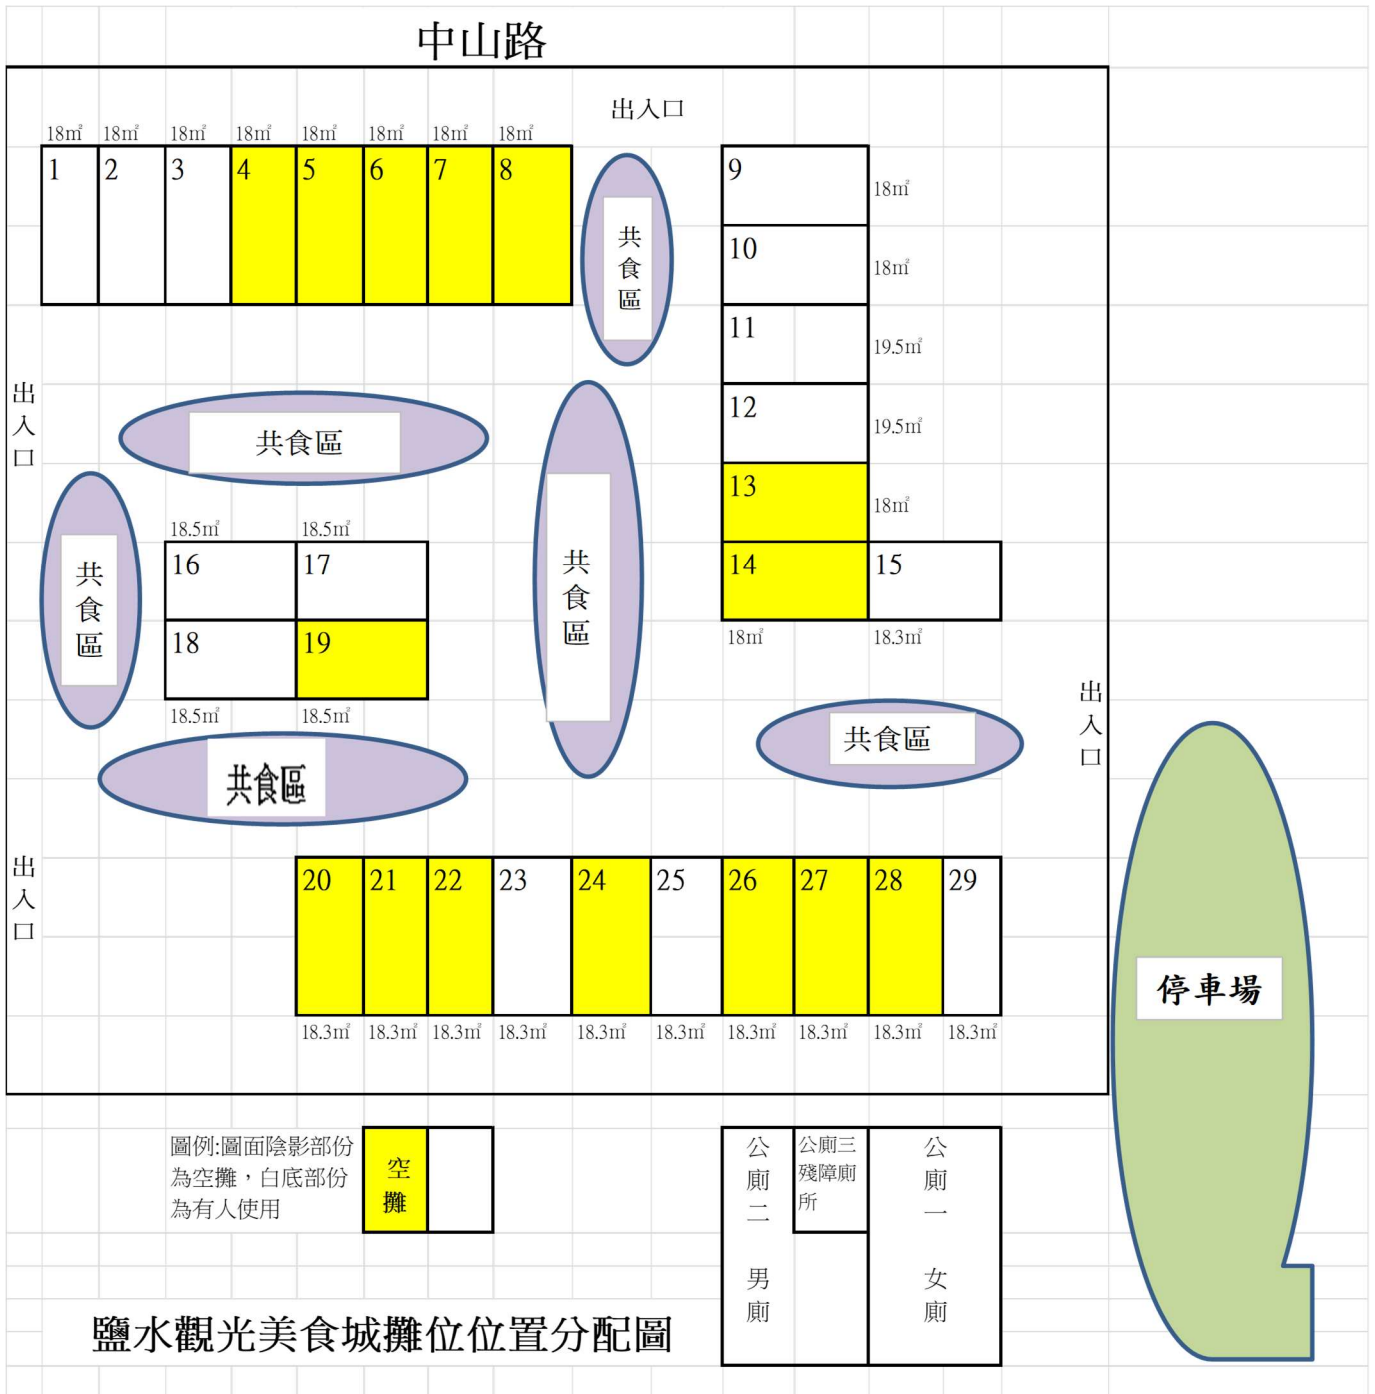 中山路
出入口
18㎡ 18㎡ 18㎡ 18㎡ 18㎡ 18㎡ 18㎡ 18㎡
1 2 3 4 5 6 7 8
共食區
9 18㎡
10 18㎡
11 19.5㎡
12 19.5㎡
13 18㎡
14 15
18㎡ 18.3㎡
出入口
共食區
共食區
共食區
18.5㎡ 18.5㎡
16 17
18 19
18.5㎡ 18.5㎡
共食區
共食區
出入口
出入口
20 21 22 23 24 25 26 27 28 29
18.3㎡ 18.3㎡ 18.3㎡ 18.3㎡ 18.3㎡ 18.3㎡ 18.3㎡ 18.3㎡ 18.3㎡ 18.3㎡
停車場
圖例:圖面陰影部份
為空攤，白底部份
為有人使用
空攤
公廁二 男廁
公廁三
殘障廁
所
公廁一 女廁
鹽水觀光美食城攤位位置分配圖